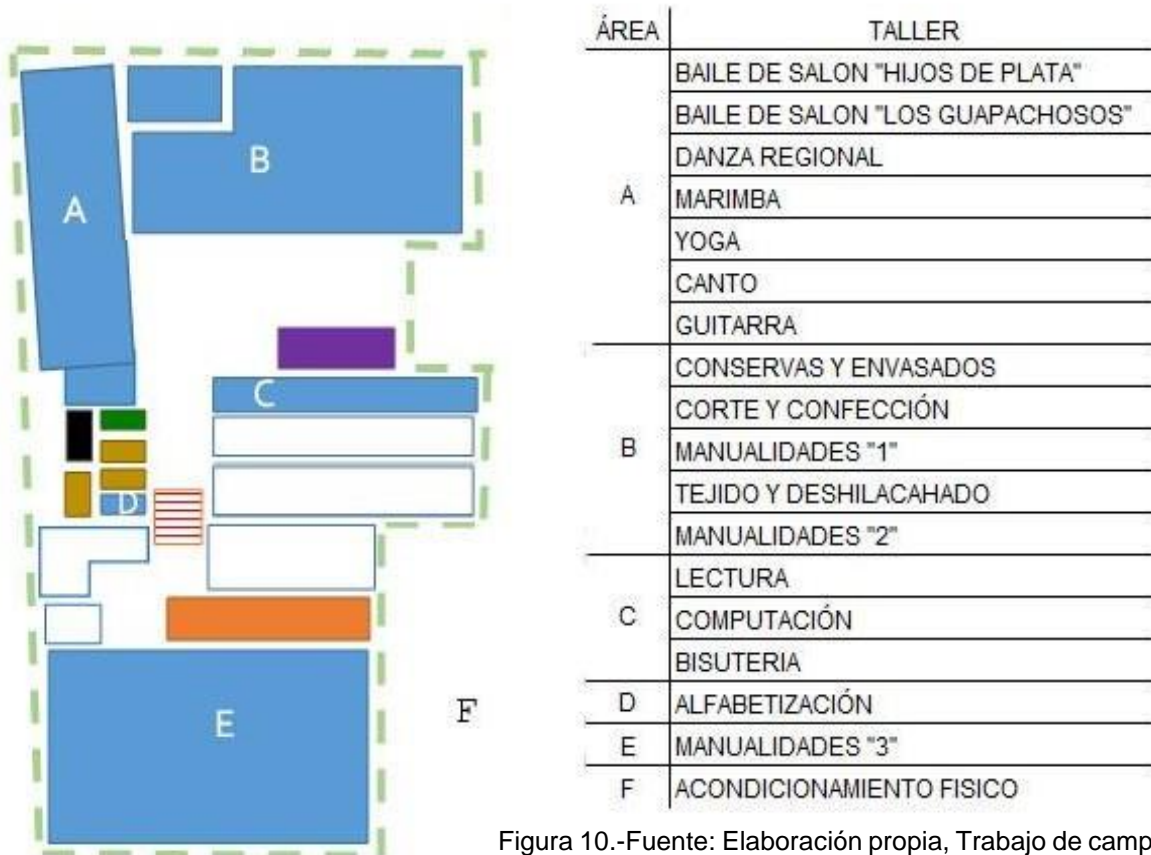 A
B
C
D
E
F
ÁREA TALLER
A
BAILE DE SALON "HIJOS DE PLATA"
BAILE DE SALON "LOS GUAPACHOSOS"
DANZA REGIONAL
MARIMBA
YOGA
CANTO
GUITARRA
B
CONSERVAS Y ENVASADOS
CORTE Y CONFECCIÓN
MANUALIDADES "1"
TEJIDO Y DESHILACAHADO
MANUALIDADES "2"
C
LECTURA
COMPUTACIÓN
BISUTERIA
D ALFABETIZACIÓN
E MANUALIDADES "3"
F ACONDICIONAMIENTO FISICO
Figura 10.-Fuente: Elaboración propia, Trabajo de camp